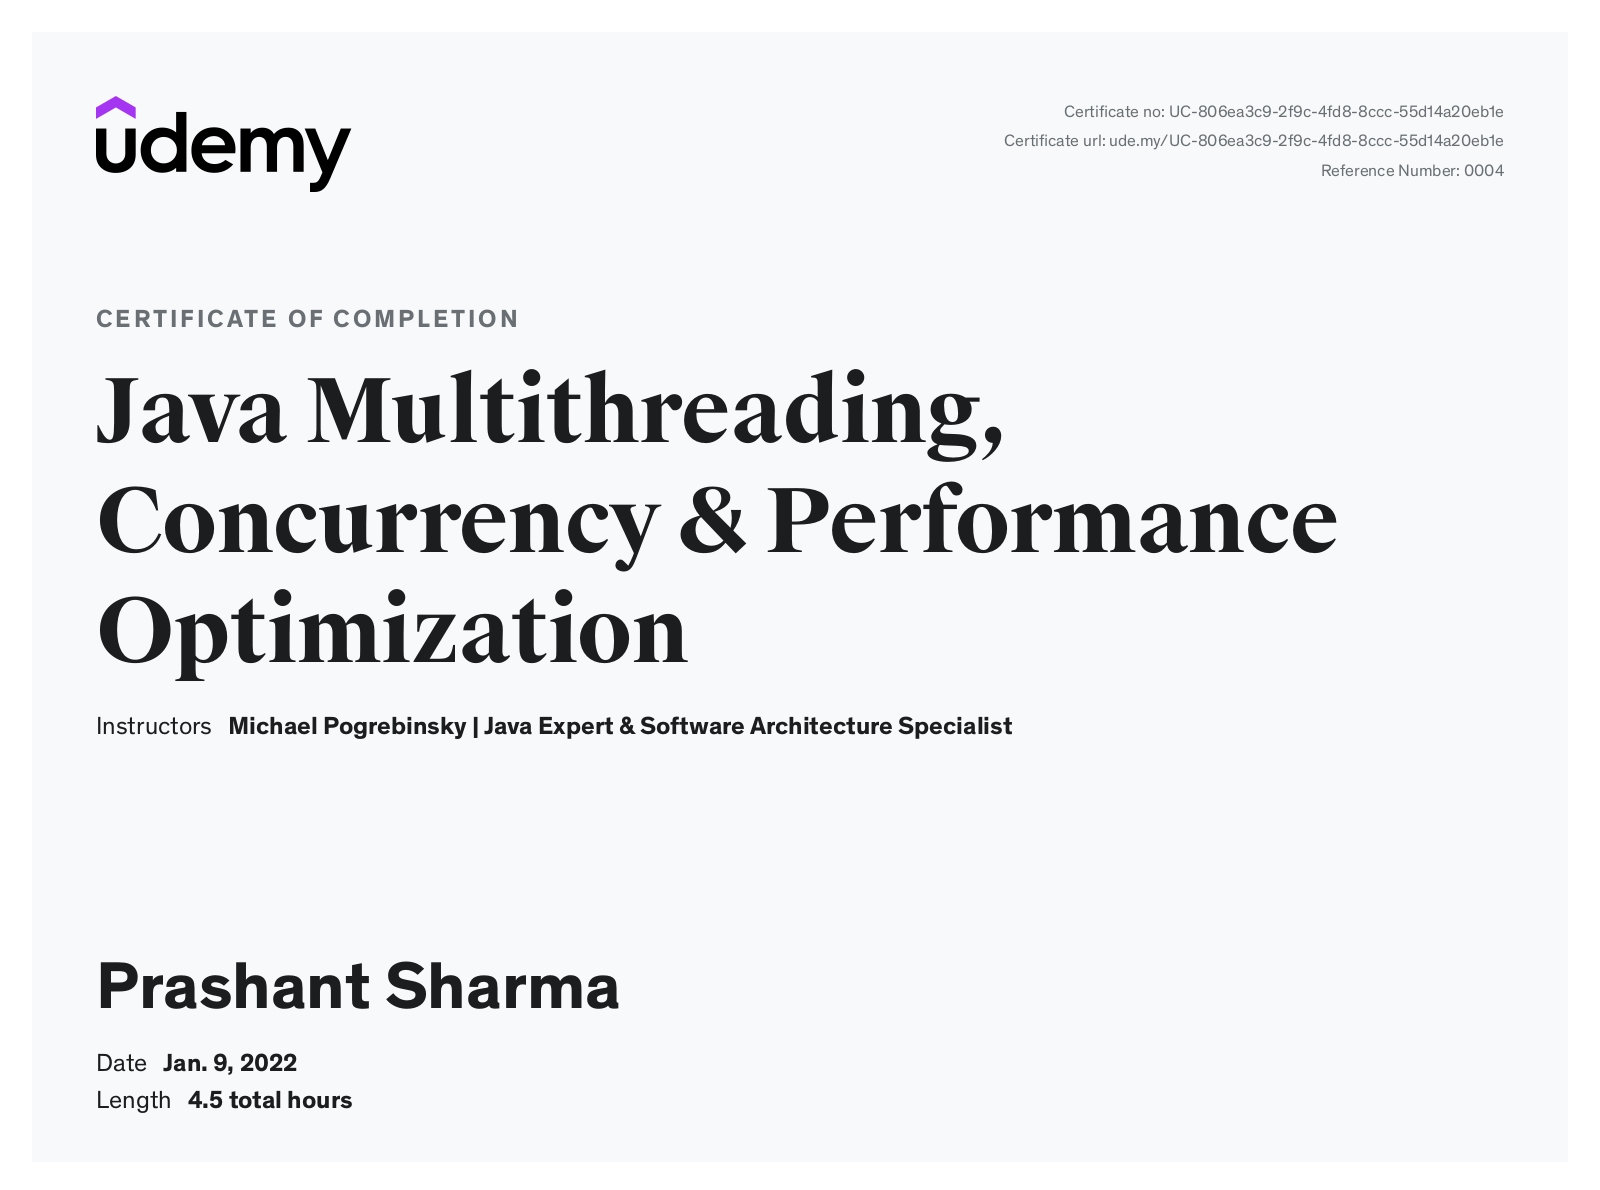 udemy
Certificate no: UC-806ea3c9-2f9c-4fd8-8ccc-55d14a20eb1e
Certificate url: ude.my/UC-806ea3c9-2f9c-4fd8-8ccc-55d14a20eb1e
Reference Number: 0004
CERTIFICATE OF COMPLETION
Java Multithreading,
Concurrency & Performance
Optimization
Instructors Michael Pogrebinsky | Java Expert & Software Architecture Specialist
Prashant Sharma
Date Jan. 9, 2022
Length 4.5 total hours